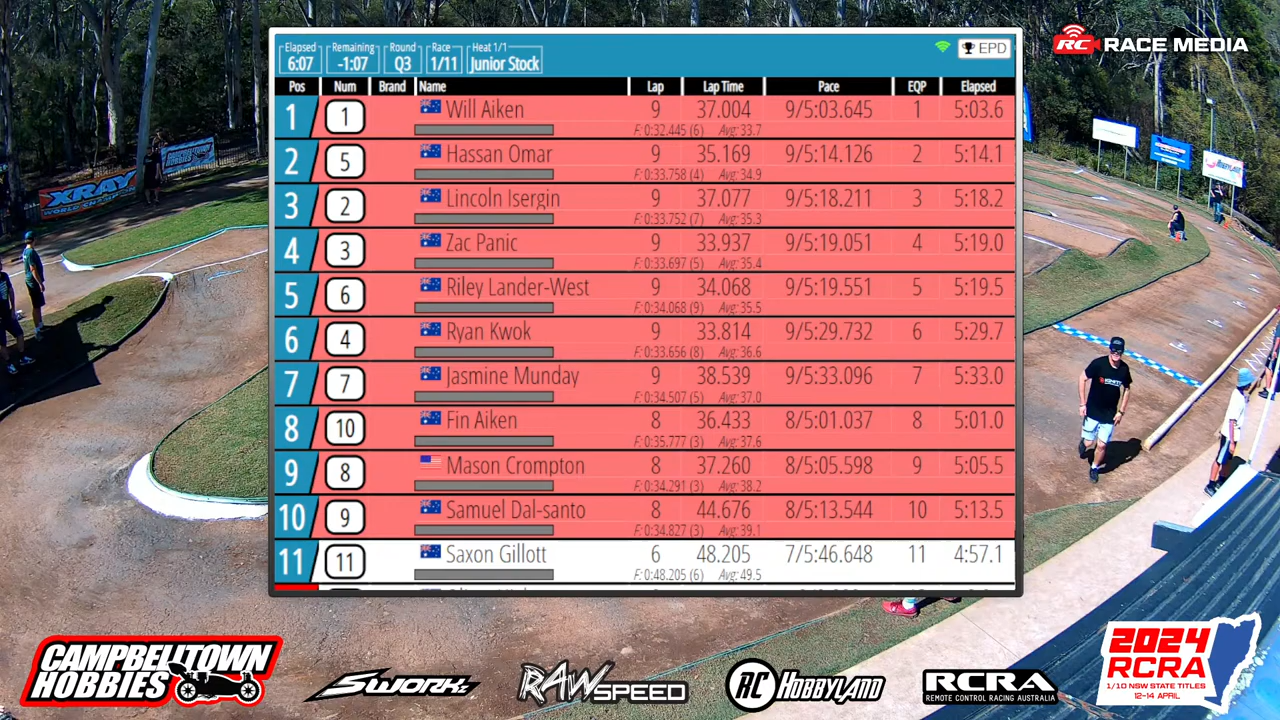 RC RACE MEDIA
Elapsed Remaining Round Race Heat 1/1
6:07 -1:07 Q3 1/11 Junior Stock
EPD
Pos Num Brand Name Lap Lap Time Pace EQP Elapsed
1 1 Will Aiken 9 37.004 9/5:03.645 1 5:03.6
F: 0:32.445 (6) Avg: 33.7
2 5 Hassan Omar 9 35.169 9/5:14.126 2 5:14.1
F: 0:33.758 (4) Avg: 34.9
3 2 Lincoln Isergin 9 37.077 9/5:18.211 3 5:18.2
F: 0:33.752 (7) Avg: 35.3
4 3 Zac Panic 9 33.937 9/5:19.051 4 5:19.0
F: 0:33.697 (5) Avg: 35.4
5 6 Riley Lander-West 9 34.068 9/5:19.551 5 5:19.5
F: 0:34.068 (9) Avg: 35.5
6 4 Ryan Kwok 9 33.814 9/5:29.732 6 5:29.7
F: 0:33.656 (8) Avg: 36.6
7 7 Jasmine Munday 9 38.539 9/5:33.096 7 5:33.0
F: 0:34.507 (5) Avg: 37.0
8 10 Fin Aiken 8 36.433 8/5:01.037 8 5:01.0
F: 0:35.777 (3) Avg: 37.6
9 8 Mason Crompton 8 37.260 8/5:05.598 9 5:05.5
F: 0:34.291 (3) Avg: 38.2
10 9 Samuel Dal-santo 8 44.676 8/5:13.544 10 5:13.5
F: 0:34.827 (3) Avg: 39.1
11 11 Saxon Gillott 6 48.205 7/5:46.648 11 4:57.1
F: 0:48.205 (6) Avg: 49.5
CAMPBELLTOWN
HOBBIES
XRAY
WORLD CHAMPION
CAMPBELLTOWN
HOBBIES
SWORK
RAW SPEED
RC HOBBYLAND
RCRA
REMOTE CONTROL RACING AUSTRALIA
2024
RCRA
1/10 NSW STATE TITLES
12-14 APRIL